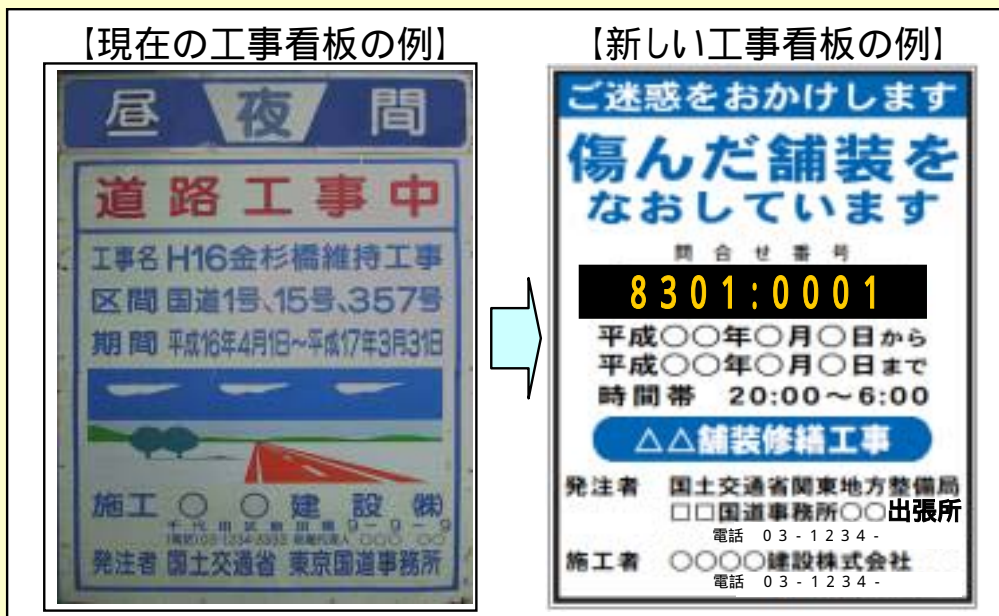 【現在の工事看板の例】
昼 夜 間
道路工事中
工事名 H16金杉橋維持工事
区間 国道1号、15号、357号
期間 平成16年4月1日〜平成17年3月31日
施工 ○ ○ 建 設 ㈱
発注者 国土交通省 東京国道事務所
【新しい工事看板の例】
ご迷惑をおかけします
傷んだ舗装を
なおしています
問 合 せ 番 号
8301:0001
平成○○年○月○日から
平成○○年○月○日まで
時間帯 20:00〜6:00
△△舗装修繕工事
発注者 国土交通省関東地方整備局
□□国道事務所○○出張所
電話 03-1234-
施工者 ○○○○建設株式会社
電話 03-1234-